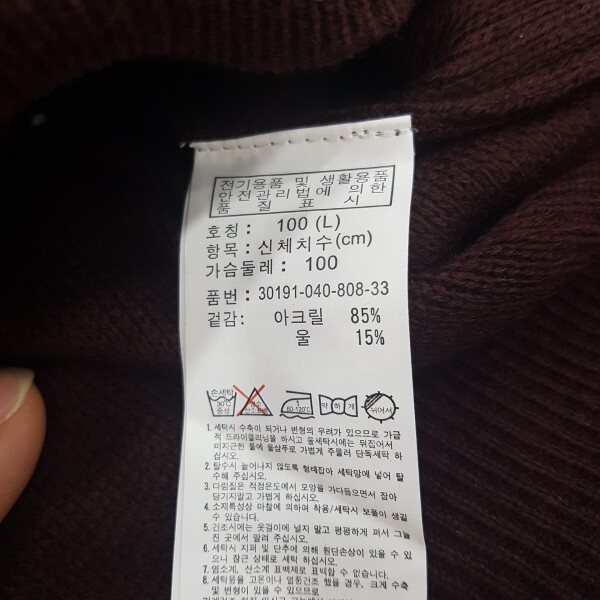 전기용품 및 생활용품
안전관리법에 의한
품 질 표 시
호칭 : 100 (L)
항목 : 신체치수(cm)
가슴둘레 : 100
품번 : 30191-040-808-33
겉감: 아크릴 85%
울 15%
손세탁
30℃
중성
80-120℃
약하게
뉘어서
1. 세탁시 수축이 되거나 변형의 우려가 있으므로 가급
적 드라이클리닝을 하시고 물세탁시에는 뒤집어서
미지근한 물에 울샴푸로 가볍게 주물러 단독세탁 하
십시오.
2. 탈수시 늘어나지 않도록 형태잡아 세탁망에 넣어 탈
수해 주십시오.
3. 다림질은 적정온도에서 모양을 가다듬으면서 잡아
당기지말고 가볍게 하십시오.
4. 소지특성상 마찰에 의하여 착용/세탁시 보풀이 생길
수 있습니다.
5. 건조시에는 옷걸이에 널지 말고 평평하게 펴서 그늘
진 곳에서 말려 주십시오.
6. 세탁시 지퍼 및 단추에 의해 원단손상이 있을 수 있
으니 잠근 상태로 세탁 하십시오.
7. 염소계, 산소계 표백제로 표백할 수 없습니다.
8. 세탁물을 고온이나 열풍건조 했을 경우, 크게 수축
및 변형이 있을 수 있으므로